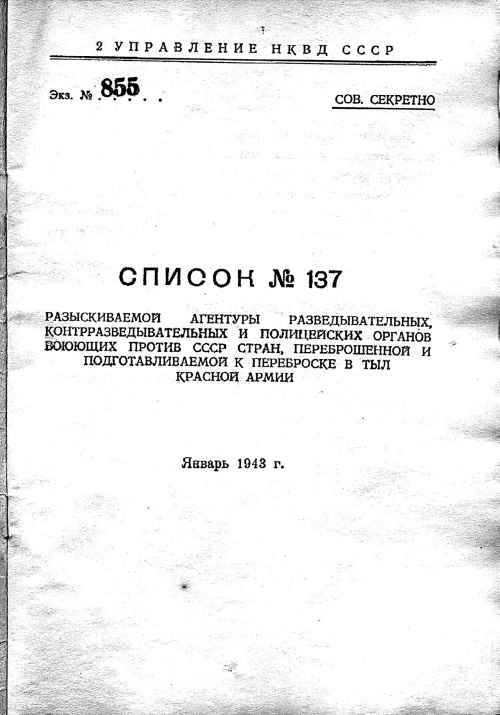 2 УПРАВЛЕНИЕ НКВД СССР
Экз. № 855
СОВ. СЕКРЕТНО
СПИСОК № 137
РАЗЫСКИВАЕМОЙ АГЕНТУРЫ РАЗВЕДЫВАТЕЛЬНЫХ,
КОНТРРАЗВЕДЫВАТЕЛЬНЫХ И ПОЛИЦЕЙСКИХ ОРГАНОВ
ВОЮЮЩИХ ПРОТИВ СССР СТРАН, ПЕРЕБРОШЕННОЙ И
ПОДГОТАВЛИВАЕМОЙ К ПЕРЕБРОСКЕ В ТЫЛ
КРАСНОЙ АРМИИ
Январь 1943 г.